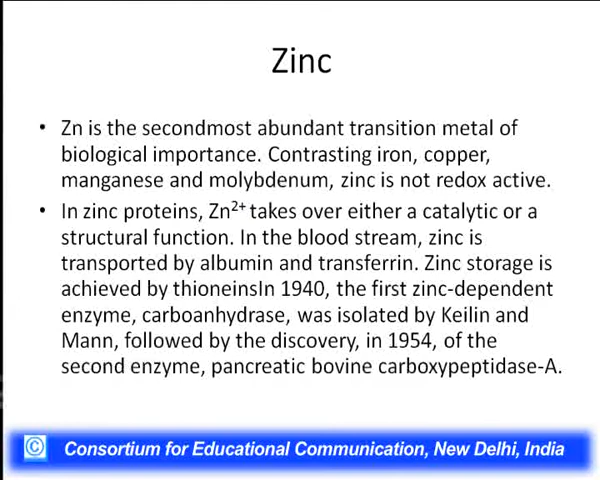 Zinc
• Zn is the secondmost abundant transition metal of
biological importance. Contrasting iron, copper,
manganese and molybdenum, zinc is not redox active.
• In zinc proteins, Zn²⁺ takes over either a catalytic or a
structural function. In the blood stream, zinc is
transported by albumin and transferrin. Zinc storage is
achieved by thioneinsIn 1940, the first zinc-dependent
enzyme, carboanhydrase, was isolated by Keilin and
Mann, followed by the discovery, in 1954, of the
second enzyme, pancreatic bovine carboxypeptidase-A.
© Consortium for Educational Communication, New Delhi, India